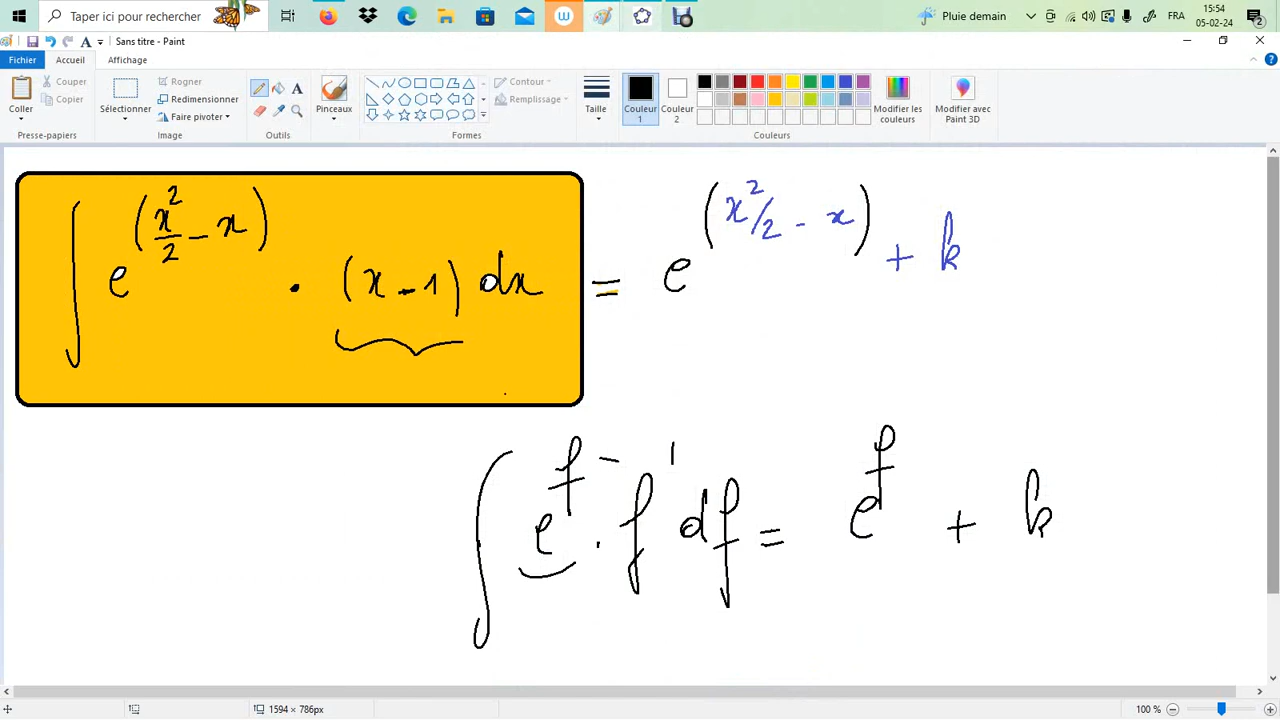 Taper ici pour rechercher
Pluie demain
FRA
15:54
05-02-24
2
Sans titre - Paint
Fichier
Accueil
Affichage
Coller
Couper
Copier
Presse-papiers
Sélectionner
Rogner
Redimensionner
Faire pivoter
Image
Outils
Pinceaux
Contour
Remplissage
Formes
Taille
Couleur 1
Couleur 2
Modifier les couleurs
Modifier avec Paint 3D
Couleurs
∫ e^(x²/2 - x) · (x - 1) dx = e^(x²/2 - x) + k
∫ e^f · f' df = e^f + k
1594 × 786px
100 %